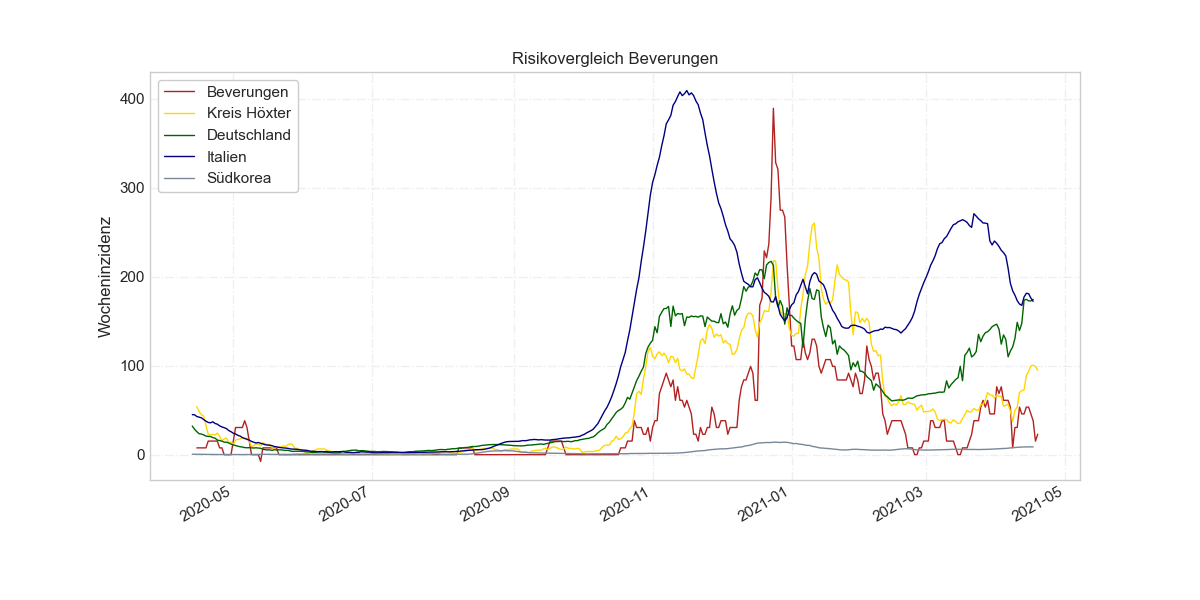 Risikovergleich Beverungen
Beverungen
Kreis Höxter
Deutschland
Italien
Südkorea
Wocheninzidenz
400
300
200
100
0
2020-05
2020-07
2020-09
2020-11
2021-01
2021-03
2021-05